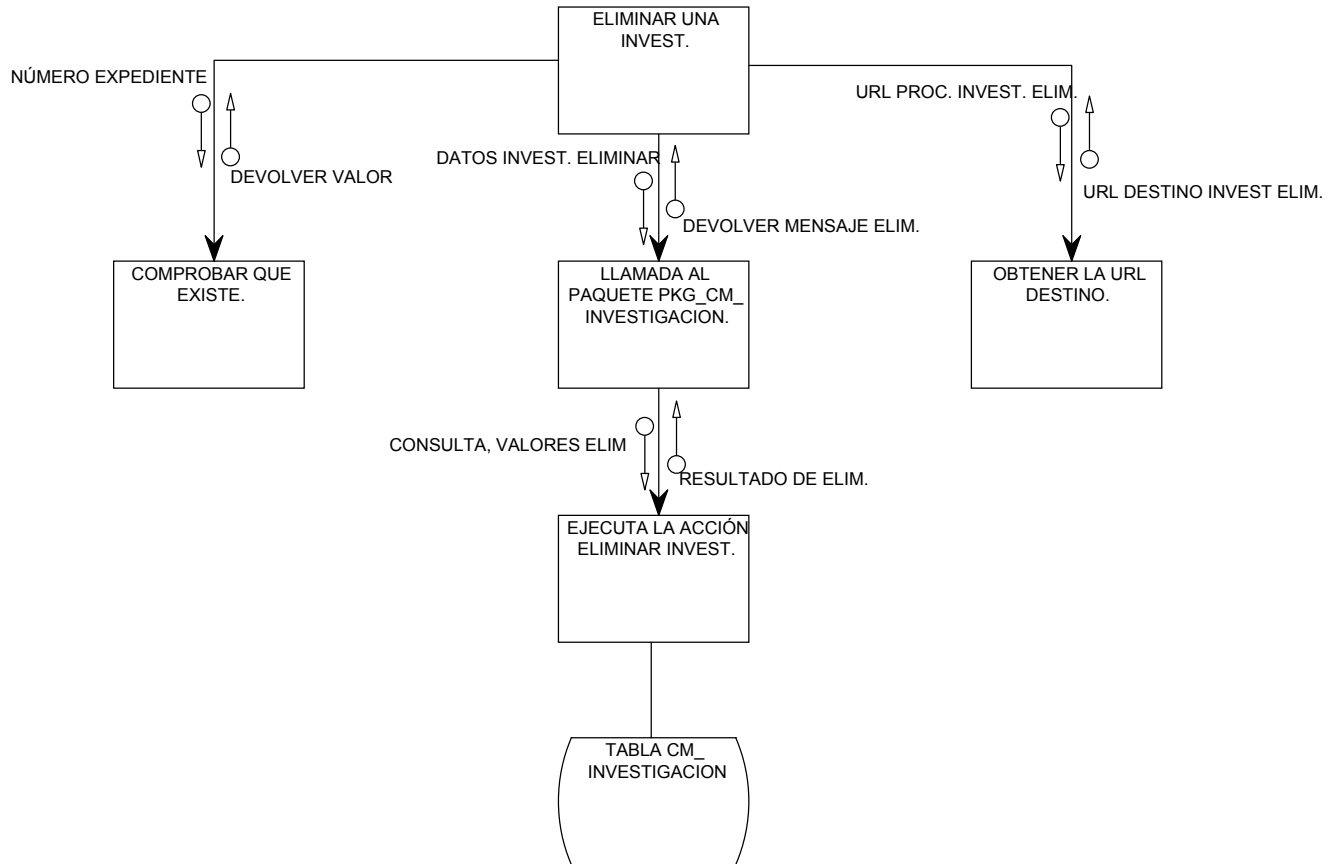 ELIMINAR UNA
INVEST.
NÚMERO EXPEDIENTE
URL PROC. INVEST. ELIM.
DATOS INVEST. ELIMINAR
DEVOLVER VALOR
URL DESTINO INVEST ELIM.
DEVOLVER MENSAJE ELIM.
COMPROBAR QUE
EXISTE.
LLAMADA AL
PAQUETE PKG_CM_
INVESTIGACION.
OBTENER LA URL
DESTINO.
CONSULTA, VALORES ELIM
RESULTADO DE ELIM.
EJECUTA LA ACCIÓN
ELIMINAR INVEST.
TABLA CM_
INVESTIGACION